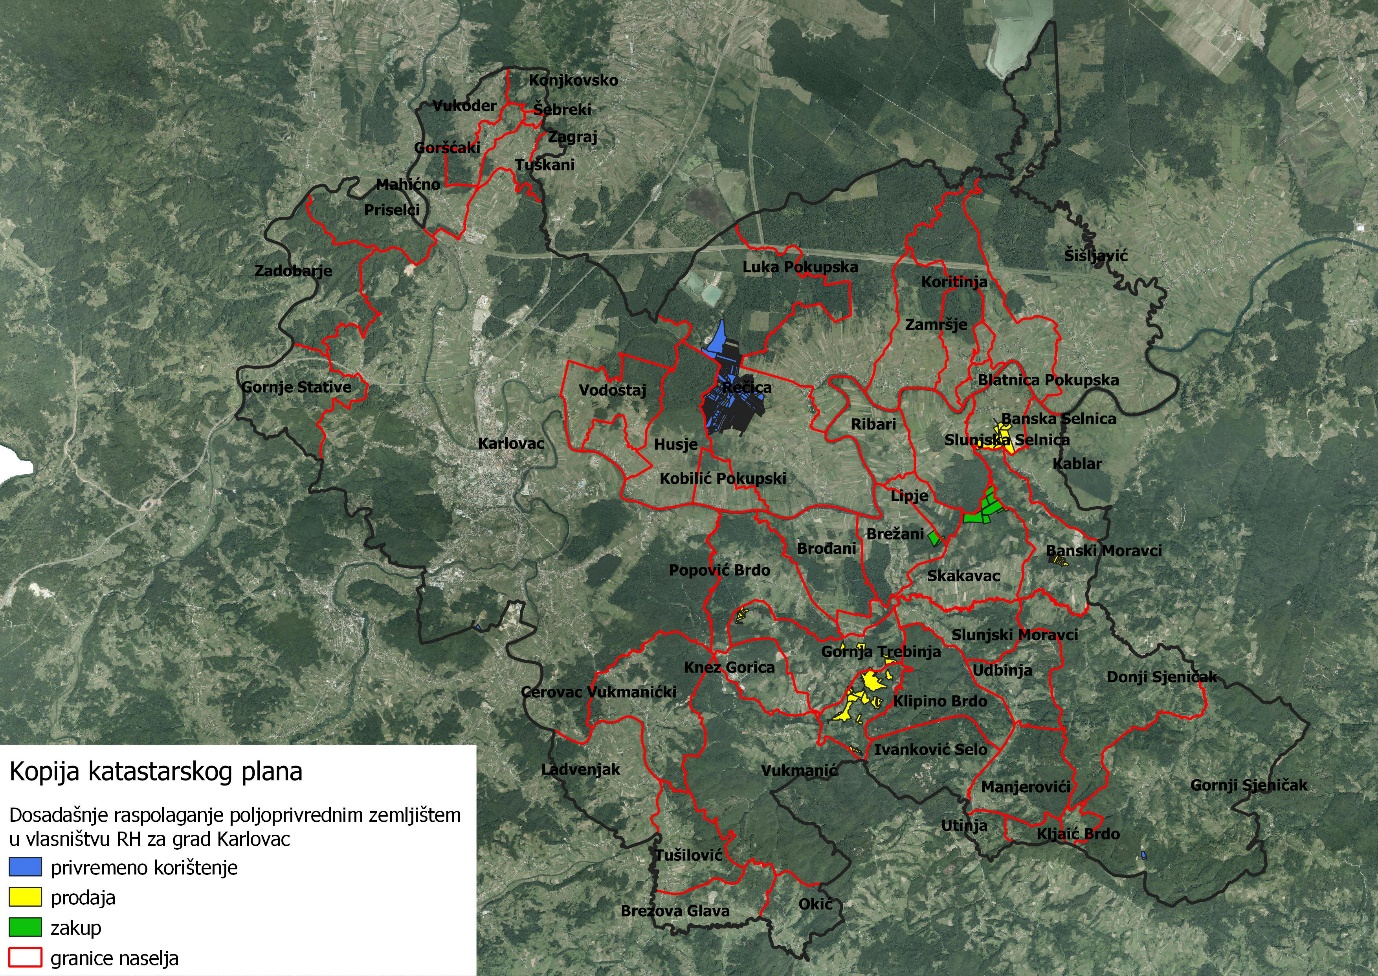 Konjkovsko
Vukoder
Šebreki
Zagraj
Goršćaki
Tuškani
Mahićno
Priselci
Šišljavić
Zadobarje
Luka Pokupska
Koritinja
Zamršje
Gornje Stative
Vodostaj
Rečica
Blatnica Pokupska
Banska Selnica
Ribari
Karlovac
Husje
Slunjska Selnica
Kablar
Kobilić Pokupski
Lipje
Brežani
Brođani
Banski Moravci
Popović Brdo
Skakavac
Slunjski Moravci
Gornja Trebinja
Knez Gorica
Udbinja
Donji Sjeničak
Cerovac Vukmanićki
Klipino Brdo
Ivanković Selo
Ladvenjak
Vukmanić
Manjerovići
Gornji Sjeničak
Utinja
Kljaić Brdo
Tušilović
Okić
Brezova Glava
Kopija katastarskog plana
Dosadašnje raspolaganje poljoprivrednim zemljištem
u vlasništvu RH za grad Karlovac
privremeno korištenje
prodaja
zakup
granice naselja